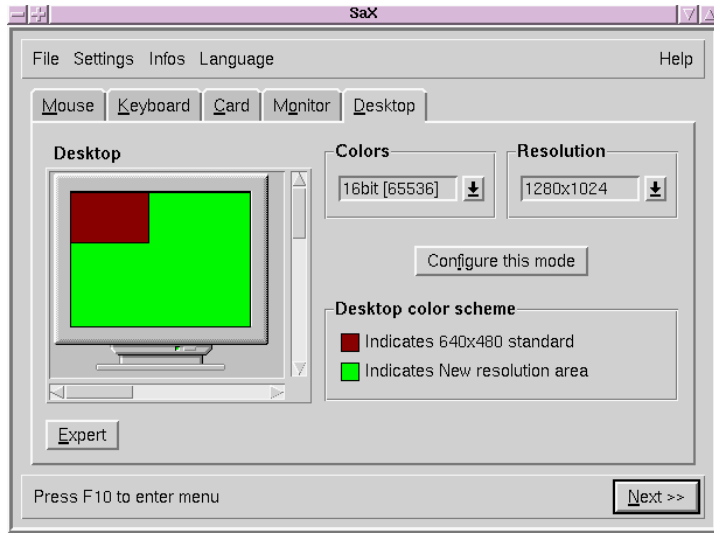 SaX
File Settings Infos Language Help
Mouse Keyboard Card Monitor Desktop
Desktop
Colors
Resolution
16bit [65536]
1280x1024
Configure this mode
Desktop color scheme
Indicates 640x480 standard
Indicates New resolution area
Expert
Press F10 to enter menu
Next >>